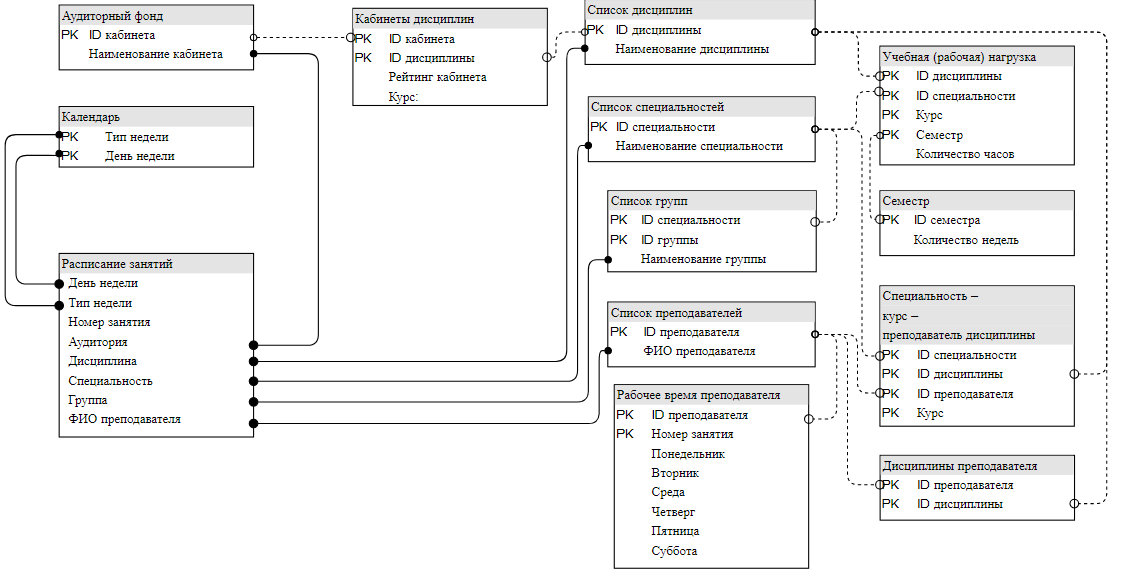 Аудиторный фонд
PK ID кабинета
Наименование кабинета
Календарь
PK Тип недели
PK День недели
Расписание занятий
День недели
Тип недели
Номер занятия
Аудитория
Дисциплина
Специальность
Группа
ФИО преподавателя
Кабинеты дисциплин
PK ID кабинета
PK ID дисциплины
Рейтинг кабинета
Курс:
Список дисциплин
PK ID дисциплины
Наименование дисциплины
Список специальностей
PK ID специальности
Наименование специальности
Список групп
PK ID специальности
PK ID группы
Наименование группы
Список преподавателей
PK ID преподавателя
ФИО преподавателя
Рабочее время преподавателя
PK ID преподавателя
PK Номер занятия
Понедельник
Вторник
Среда
Четверг
Пятница
Суббота
Учебная (рабочая) нагрузка
PK ID дисциплины
PK ID специальности
PK Курс
PK Семестр
Количество часов
Семестр
PK ID семестра
Количество недель
Специальность –
курс –
преподаватель дисциплины
PK ID специальности
PK ID дисциплины
PK ID преподавателя
PK Курс
Дисциплины преподавателя
PK ID преподавателя
PK ID дисциплины